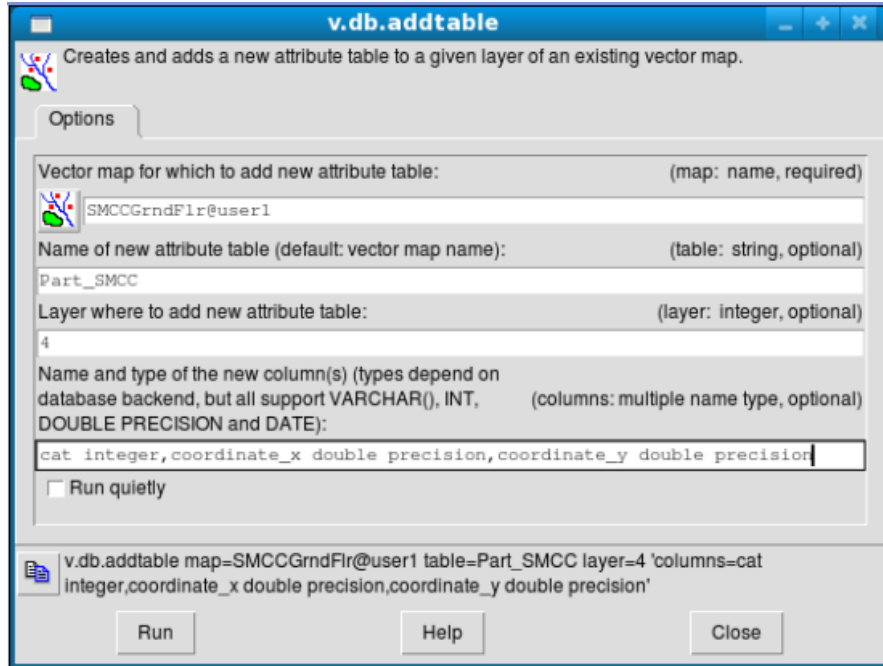 v.db.addtable
Creates and adds a new attribute table to a given layer of an existing vector map.
Options
Vector map for which to add new attribute table: (map: name, required)
SMCCGrndFlr@user1
Name of new attribute table (default: vector map name): (table: string, optional)
Part_SMCC
Layer where to add new attribute table: (layer: integer, optional)
4
Name and type of the new column(s) (types depend on
database backend, but all support VARCHAR(), INT, (columns: multiple name type, optional)
DOUBLE PRECISION and DATE):
cat integer,coordinate_x double precision,coordinate_y double precision
Run quietly
v.db.addtable map=SMCCGrndFlr@user1 table=Part_SMCC layer=4 'columns=cat
integer,coordinate_x double precision,coordinate_y double precision'
Run Help Close